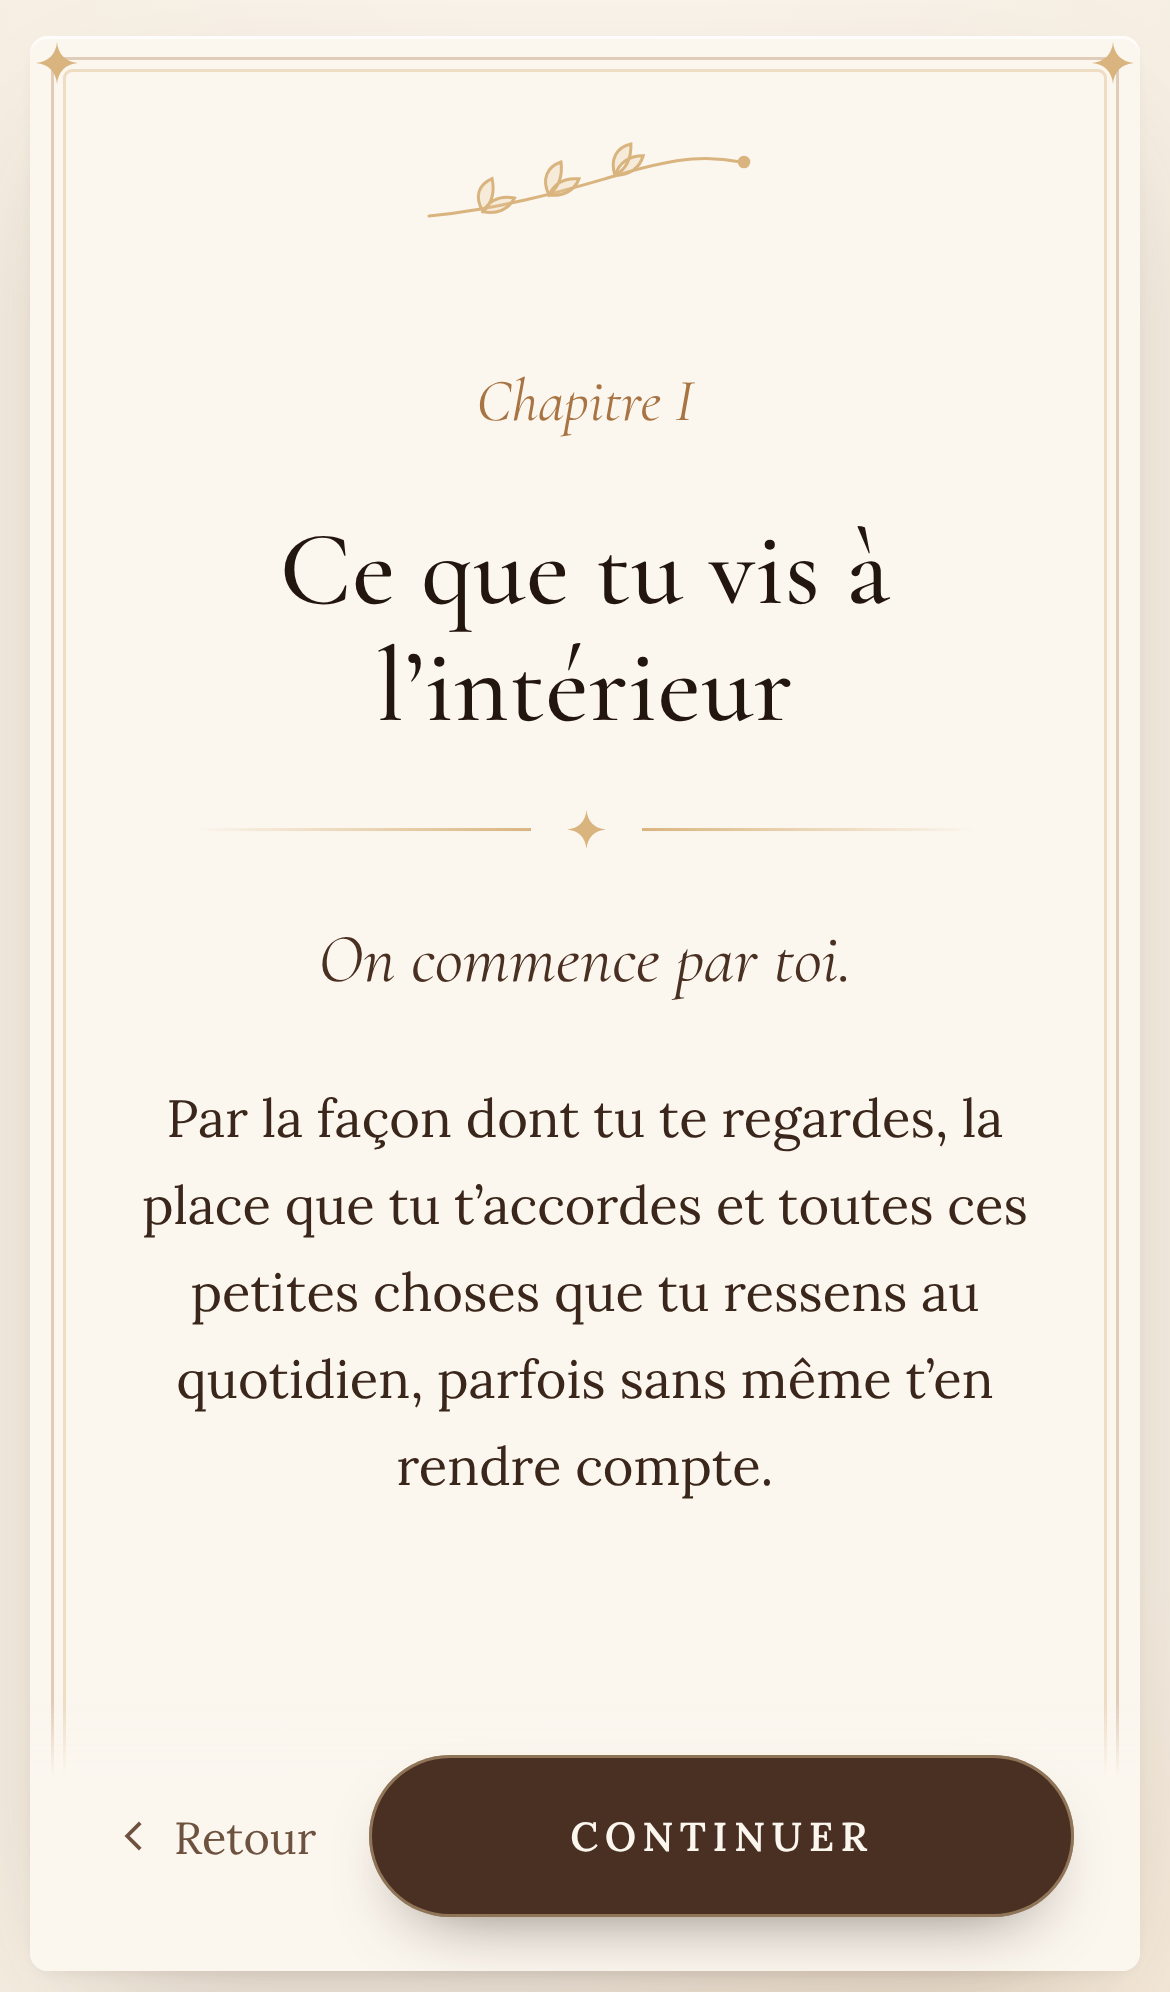 Chapitre I
Ce que tu vis à
l’intérieur
On commence par toi.
Par la façon dont tu te regardes, la
place que tu t’accordes et toutes ces
petites choses que tu ressens au
quotidien, parfois sans même t’en
rendre compte.
Retour
CONTINUER